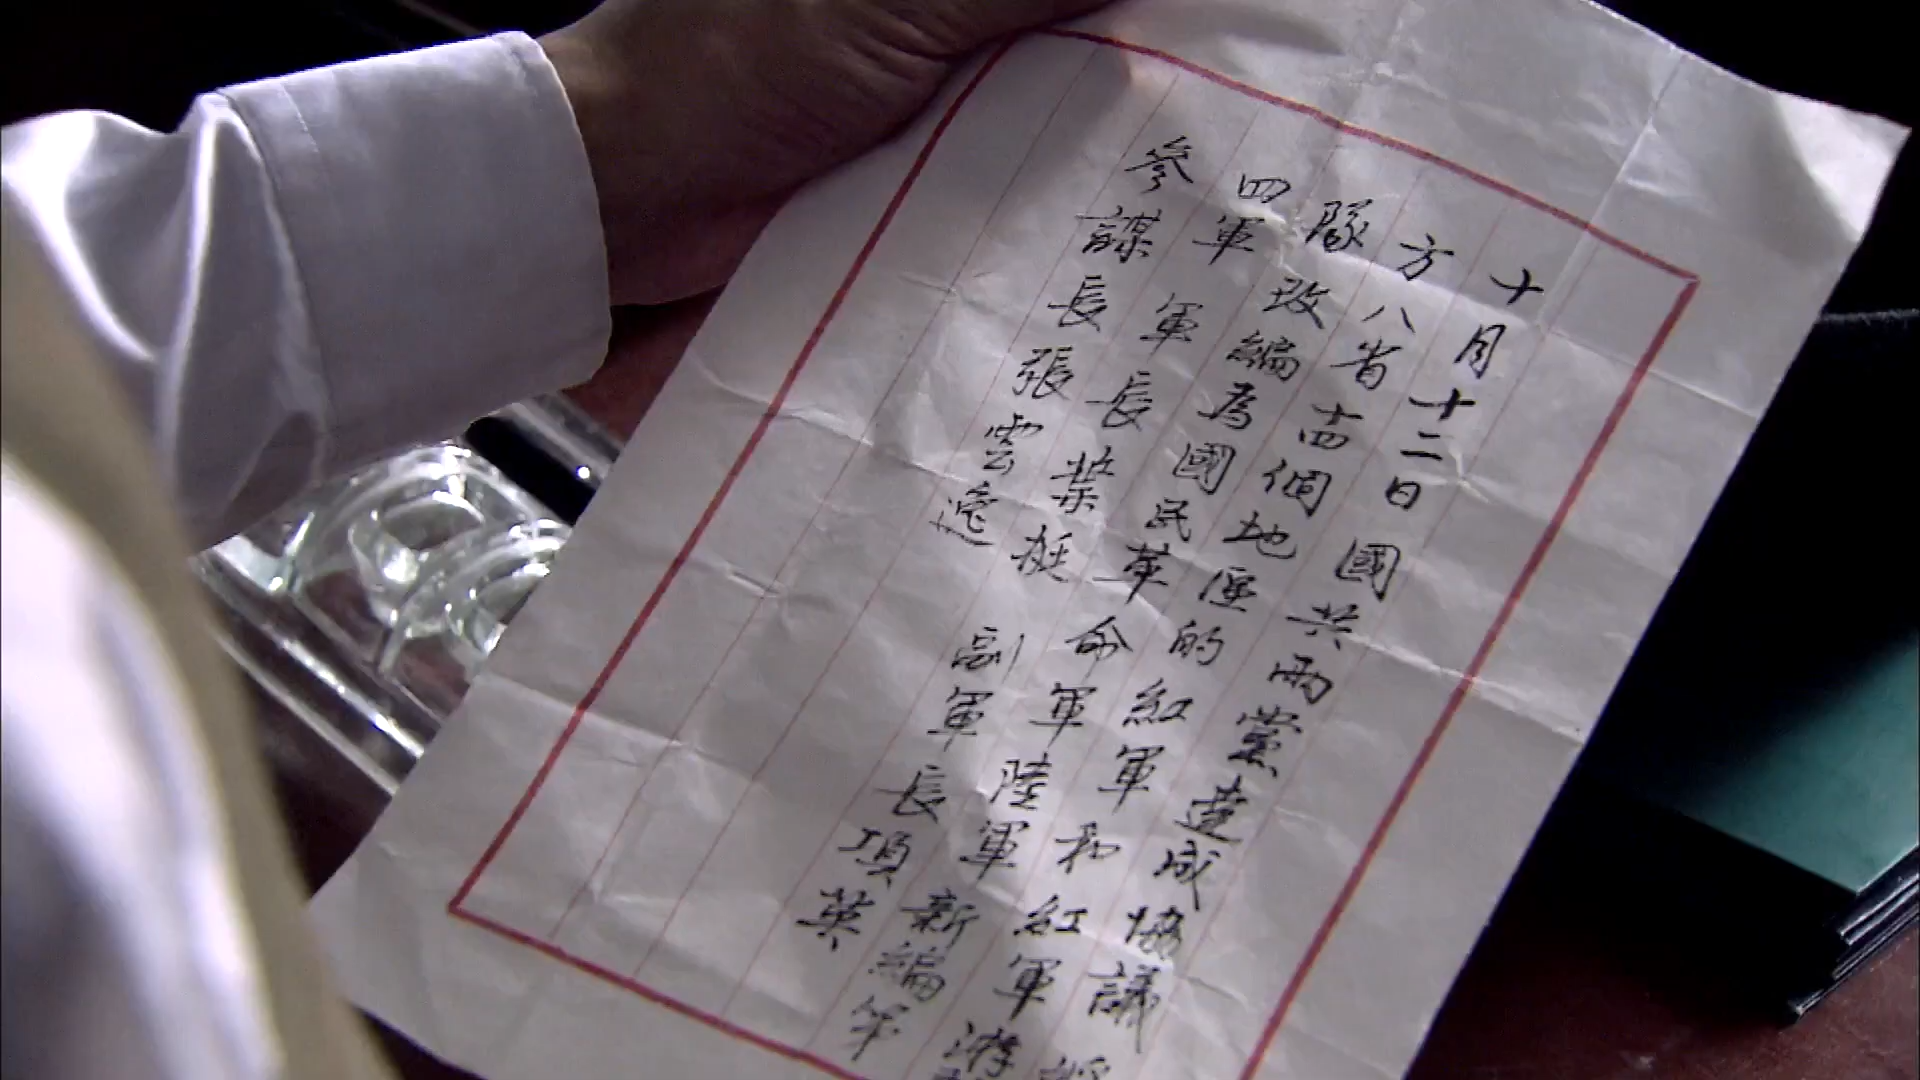 十月十二日國共兩黨達成協議
方八省十四個地區的紅軍和紅軍游
隊改編為國民革命軍陸軍新編第
四軍 軍長葉挺 副軍長項英
參謀長張雲逸